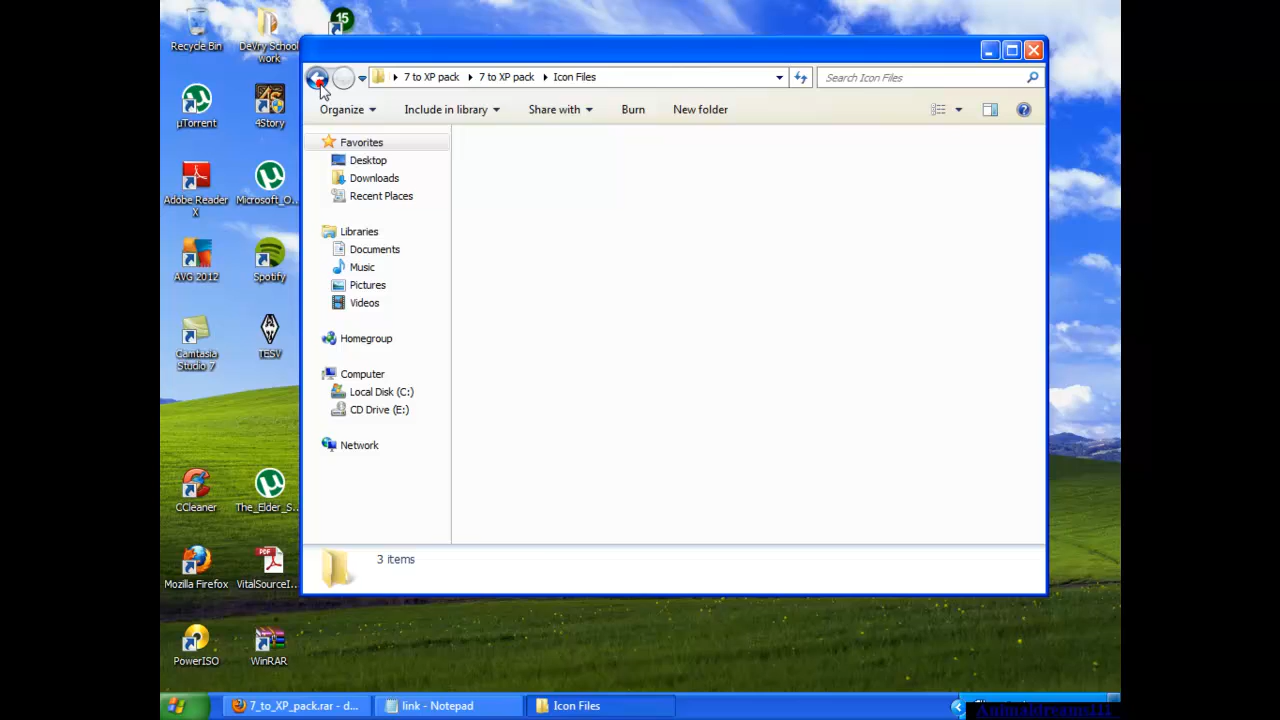 Recycle Bin
DeVry School
Work
15
µTorrent
4Story
Adobe Reader
X
Microsoft_O...
AVG 2012
Spotify
Camtasia
Studio 7
TESV
CCleaner
The_Elder_S...
Mozilla Firefox
PDF
VitalSourceI...
PowerISO
WinRAR
7 to XP pack
7 to XP pack
Icon Files
Search Icon Files
Organize
Include in library
Share with
Burn
New folder
Favorites
Desktop
Downloads
Recent Places
Libraries
Documents
Music
Pictures
Videos
Homegroup
Computer
Local Disk (C:)
CD Drive (E:)
Network
3 items
7_to_XP_pack.rar - d...
link - Notepad
Icon Files